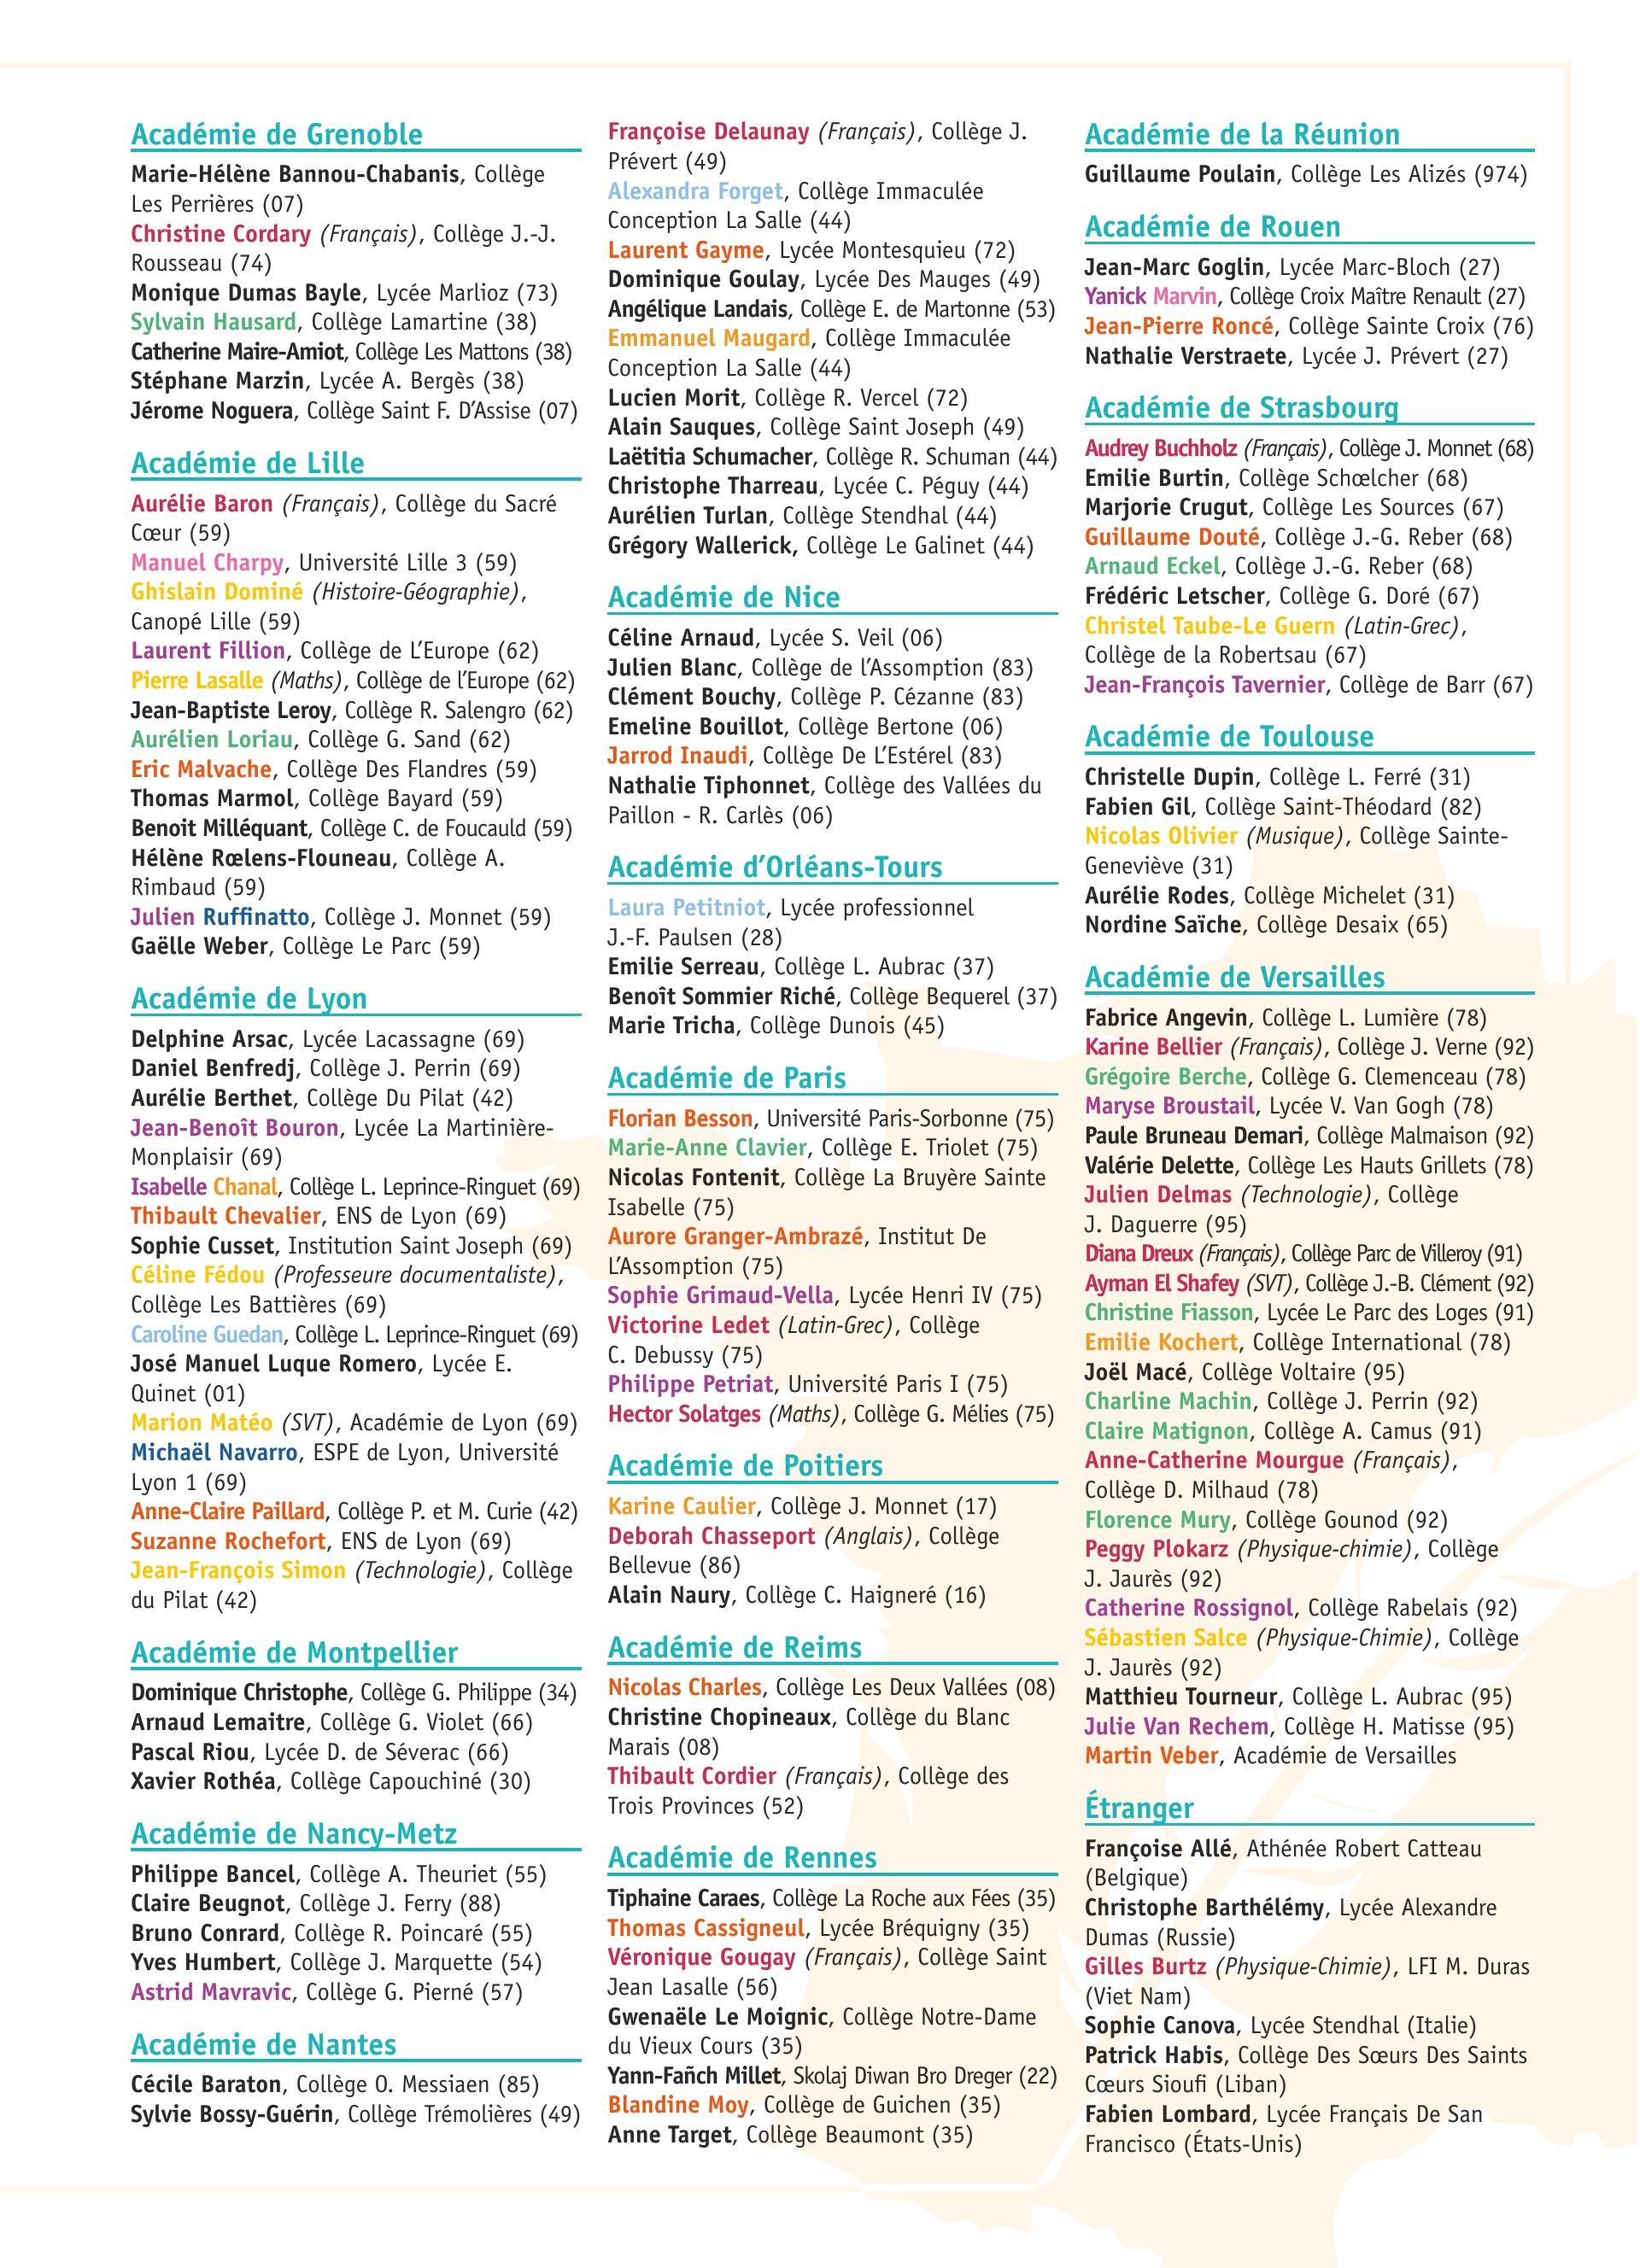 Académie de Grenoble
Marie-Hélène Bannou-Chabanis, Collège
Les Perrières (07)
Christine Cordary (Français), Collège J.-J.
Rousseau (74)
Monique Dumas Bayle, Lycée Marlioz (73)
Sylvain Hausard, Collège Lamartine (38)
Catherine Maire-Amiot, Collège Les Mattons (38)
Stéphane Marzin, Lycée A. Bergès (38)
Jérome Noguera, Collège Saint F. D'Assise (07)
Académie de Lille
Aurélie Baron (Français), Collège du Sacré
Cœur (59)
Manuel Charpy, Université Lille 3 (59)
Ghislain Dominé (Histoire-Géographie),
Canopé Lille (59)
Laurent Fillion, Collège de L'Europe (62)
Pierre Lasalle (Maths), Collège de l'Europe (62)
Jean-Baptiste Leroy, Collège R. Salengro (62)
Aurélien Loriau, Collège G. Sand (62)
Eric Malvache, Collège Des Flandres (59)
Thomas Marmol, Collège Bayard (59)
Benoit Milléquant, Collège C. de Foucauld (59)
Hélène Rœlens-Flouneau, Collège A.
Rimbaud (59)
Julien Ruffinatto, Collège J. Monnet (59)
Gaëlle Weber, Collège Le Parc (59)
Académie de Lyon
Delphine Arsac, Lycée Lacassagne (69)
Daniel Benfredj, Collège J. Perrin (69)
Aurélie Berthet, Collège Du Pilat (42)
Jean-Benoît Bouron, Lycée La Martinière-
Monplaisir (69)
Isabelle Chanal, Collège L. Leprince-Ringuet (69)
Thibault Chevalier, ENS de Lyon (69)
Sophie Cusset, Institution Saint Joseph (69)
Céline Fédou (Professeure documentaliste),
Collège Les Battières (69)
Caroline Guedan, Collège L. Leprince-Ringuet (69)
José Manuel Luque Romero, Lycée E.
Quinet (01)
Marion Matéo (SVT), Académie de Lyon (69)
Michaël Navarro, ESPE de Lyon, Université
Lyon 1 (69)
Anne-Claire Paillard, Collège P. et M. Curie (42)
Suzanne Rochefort, ENS de Lyon (69)
Jean-François Simon (Technologie), Collège
du Pilat (42)
Académie de Montpellier
Dominique Christophe, Collège G. Philippe (34)
Arnaud Lemaitre, Collège G. Violet (66)
Pascal Riou, Lycée D. de Séverac (66)
Xavier Rothéa, Collège Capouchiné (30)
Académie de Nancy-Metz
Philippe Bancel, Collège A. Theuriet (55)
Claire Beugnot, Collège J. Ferry (88)
Bruno Conrard, Collège R. Poincaré (55)
Yves Humbert, Collège J. Marquette (54)
Astrid Mavravic, Collège G. Pierné (57)
Académie de Nantes
Cécile Baraton, Collège O. Messiaen (85)
Sylvie Bossy-Guérin, Collège Trémolières (49)
Françoise Delaunay (Français), Collège J.
Prévert (49)
Alexandra Forget, Collège Immaculée
Conception La Salle (44)
Laurent Gayme, Lycée Montesquieu (72)
Dominique Goulay, Lycée Des Mauges (49)
Angélique Landais, Collège E. de Martonne (53)
Emmanuel Maugard, Collège Immaculée
Conception La Salle (44)
Lucien Morit, Collège R. Vercel (72)
Alain Sauques, Collège Saint Joseph (49)
Laëtitia Schumacher, Collège R. Schuman (44)
Christophe Tharreau, Lycée C. Péguy (44)
Aurélien Turlan, Collège Stendhal (44)
Grégory Wallerick, Collège Le Galinet (44)
Académie de Nice
Céline Arnaud, Lycée S. Veil (06)
Julien Blanc, Collège de l'Assomption (83)
Clément Bouchy, Collège P. Cézanne (83)
Emeline Bouillot, Collège Bertone (06)
Jarrod Inaudi, Collège De L'Estérel (83)
Nathalie Tiphonnet, Collège des Vallées du
Paillon - R. Carlès (06)
Académie d'Orléans-Tours
Laura Petitniot, Lycée professionnel
J.-F. Paulsen (28)
Emilie Serreau, Collège L. Aubrac (37)
Benoît Sommier Riché, Collège Bequerel (37)
Marie Tricha, Collège Dunois (45)
Académie de Paris
Florian Besson, Université Paris-Sorbonne (75)
Marie-Anne Clavier, Collège E. Triolet (75)
Nicolas Fontenit, Collège La Bruyère Sainte
Isabelle (75)
Aurore Granger-Ambrazé, Institut De
L'Assomption (75)
Sophie Grimaud-Vella, Lycée Henri IV (75)
Victorine Ledet (Latin-Grec), Collège
C. Debussy (75)
Philippe Petriat, Université Paris I (75)
Hector Solatges (Maths), Collège G. Mélies (75)
Académie de Poitiers
Karine Caulier, Collège J. Monnet (17)
Deborah Chasseport (Anglais), Collège
Bellevue (86)
Alain Naury, Collège C. Haigneré (16)
Académie de Reims
Nicolas Charles, Collège Les Deux Vallées (08)
Christine Chopineaux, Collège du Blanc
Marais (08)
Thibault Cordier (Français), Collège des
Trois Provinces (52)
Académie de Rennes
Tiphaine Caraes, Collège La Roche aux Fées (35)
Thomas Cassigneul, Lycée Bréquigny (35)
Véronique Gougay (Français), Collège Saint
Jean Lasalle (56)
Gwenaële Le Moignic, Collège Notre-Dame
du Vieux Cours (35)
Yann-Fañch Millet, Skolaj Diwan Bro Dreger (22)
Blandine Moy, Collège de Guichen (35)
Anne Target, Collège Beaumont (35)
Académie de la Réunion
Guillaume Poulain, Collège Les Alizés (974)
Académie de Rouen
Jean-Marc Goglin, Lycée Marc-Bloch (27)
Yanick Marvin, Collège Croix Maître Renault (27)
Jean-Pierre Roncé, Collège Sainte Croix (76)
Nathalie Verstraete, Lycée J. Prévert (27)
Académie de Strasbourg
Audrey Buchholz (Français), Collège J. Monnet (68)
Emilie Burtin, Collège Schœlcher (68)
Marjorie Crugut, Collège Les Sources (67)
Guillaume Douté, Collège J.-G. Reber (68)
Arnaud Eckel, Collège J.-G. Reber (68)
Frédéric Letscher, Collège G. Doré (67)
Christel Taube-Le Guern (Latin-Grec),
Collège de la Robertsau (67)
Jean-François Tavernier, Collège de Barr (67)
Académie de Toulouse
Christelle Dupin, Collège L. Ferré (31)
Fabien Gil, Collège Saint-Théodard (82)
Nicolas Olivier (Musique), Collège Sainte-
Geneviève (31)
Aurélie Rodes, Collège Michelet (31)
Nordine Saïche, Collège Desaix (65)
Académie de Versailles
Fabrice Angevin, Collège L. Lumière (78)
Karine Bellier (Français), Collège J. Verne (92)
Grégoire Berche, Collège G. Clemenceau (78)
Maryse Broustail, Lycée V. Van Gogh (78)
Paule Bruneau Demari, Collège Malmaison (92)
Valérie Delette, Collège Les Hauts Grillets (78)
Julien Delmas (Technologie), Collège
J. Daguerre (95)
Diana Dreux (Français), Collège Parc de Villeroy (91)
Ayman El Shafey (SVT), Collège J.-B. Clément (92)
Christine Fiasson, Lycée Le Parc des Loges (91)
Emilie Kochert, Collège International (78)
Joël Macé, Collège Voltaire (95)
Charline Machin, Collège J. Perrin (92)
Claire Matignon, Collège A. Camus (91)
Anne-Catherine Mourgue (Français),
Collège D. Milhaud (78)
Florence Mury, Collège Gounod (92)
Peggy Plokarz (Physique-chimie), Collège
J. Jaurès (92)
Catherine Rossignol, Collège Rabelais (92)
Sébastien Salce (Physique-Chimie), Collège
J. Jaurès (92)
Matthieu Tourneur, Collège L. Aubrac (95)
Julie Van Rechem, Collège H. Matisse (95)
Martin Veber, Académie de Versailles
Étranger
Françoise Allé, Athénée Robert Catteau
(Belgique)
Christophe Barthélémy, Lycée Alexandre
Dumas (Russie)
Gilles Burtz (Physique-Chimie), LFI M. Duras
(Viet Nam)
Sophie Canova, Lycée Stendhal (Italie)
Patrick Habis, Collège Des Sœurs Des Saints
Cœurs Sioufi (Liban)
Fabien Lombard, Lycée Français De San
Francisco (États-Unis)